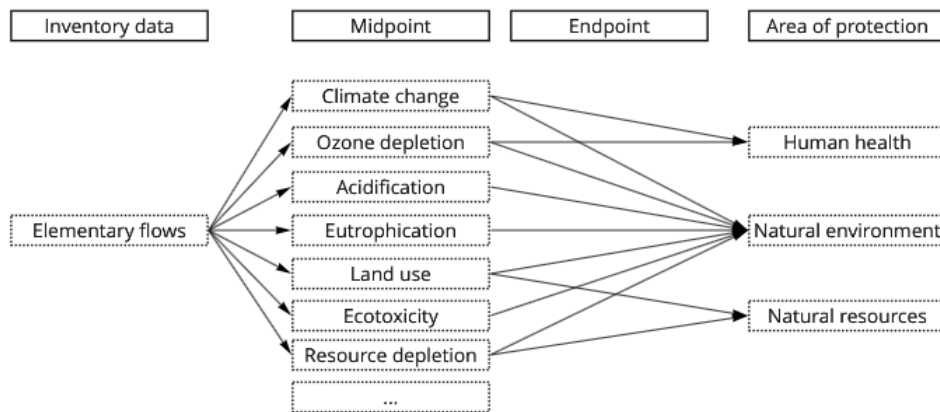 Inventory data
Midpoint
Endpoint
Area of protection
Climate change
Ozone depletion
Human health
Acidification
Elementary flows
Eutrophication
Natural environment
Land use
Ecotoxicity
Natural resources
Resource depletion
...